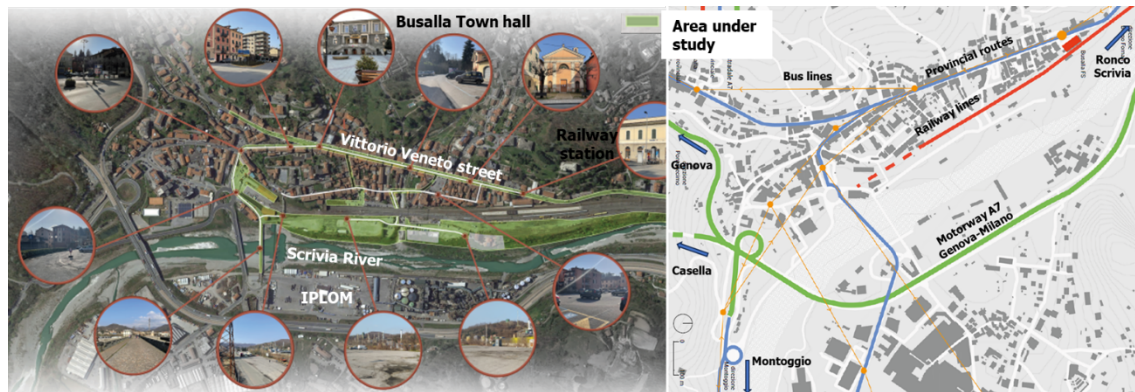 Busalla Town hall
Vittorio Veneto street
Railway
station
Scrivia River
IPLOM
Area under
study
Bus lines
Provincial routes
Railway lines
Ronco
Scrivia
Genova
Casella
Motorway A7
Genova-Milano
Montoggio